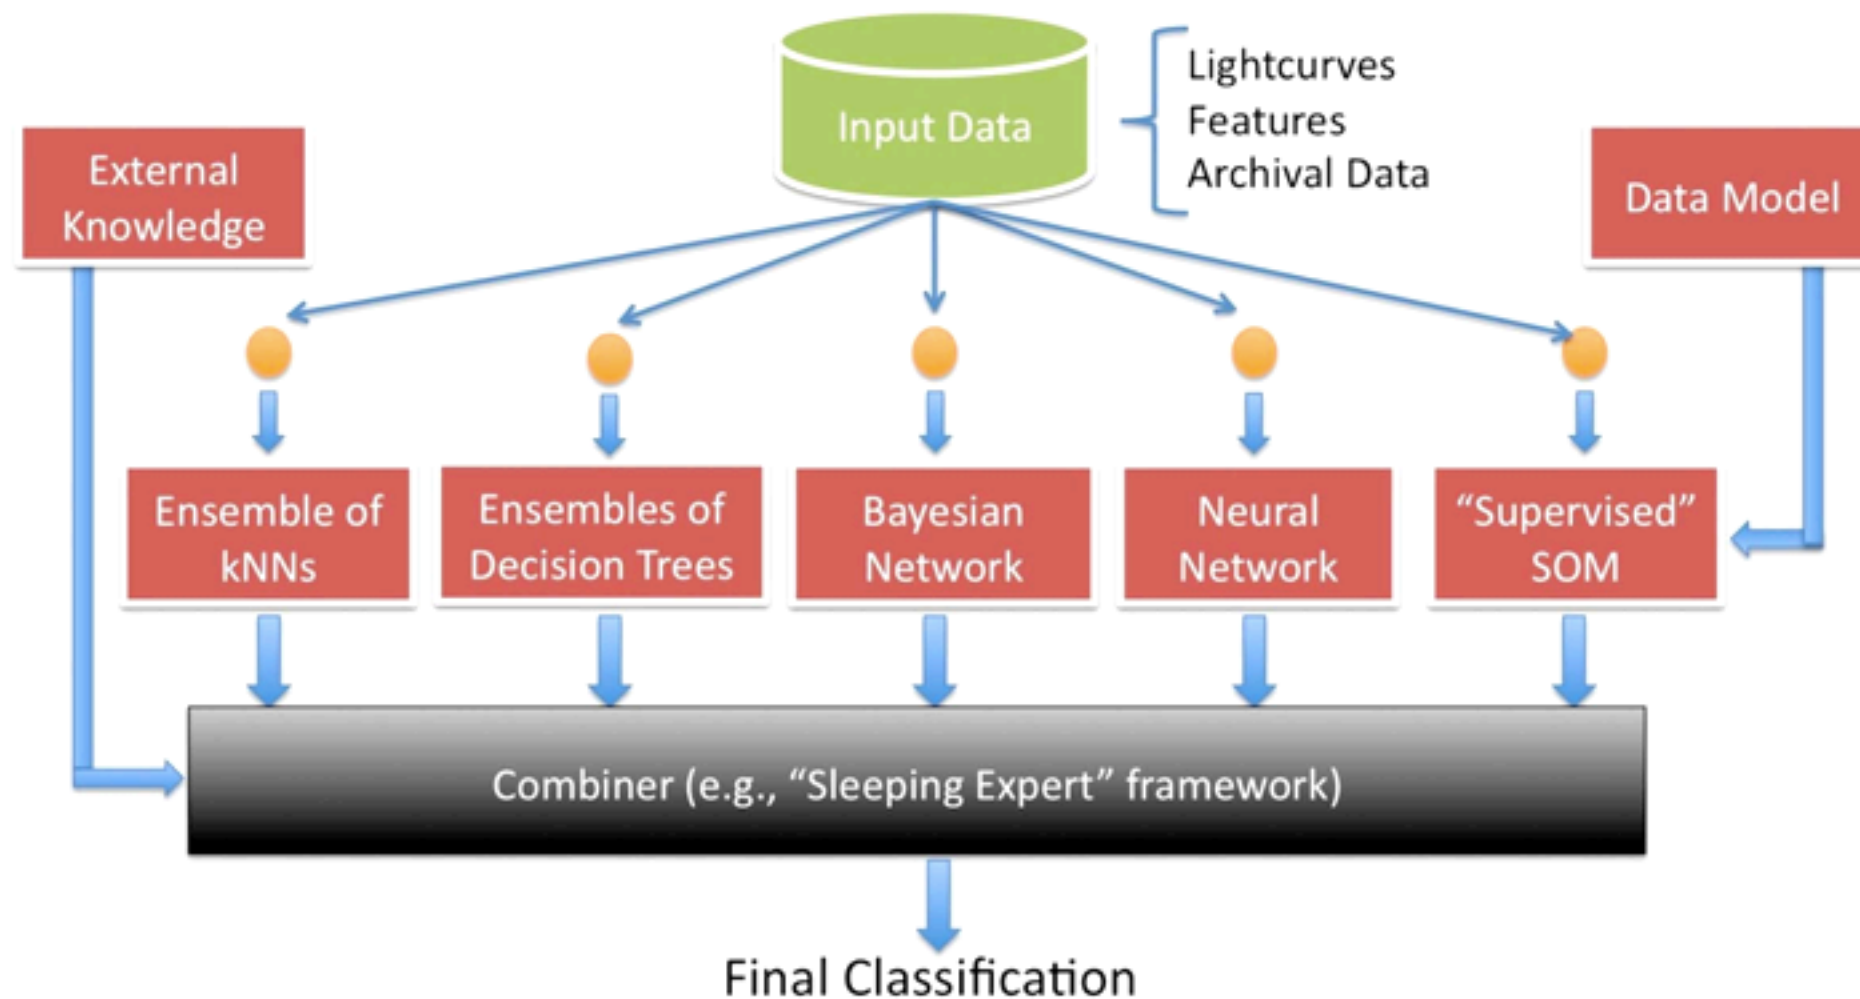 Input Data
Lightcurves
Features
Archival Data
External
Knowledge
Data Model
Ensemble of
kNNs
Ensembles of
Decision Trees
Bayesian
Network
Neural
Network
“Supervised”
SOM
Combiner (e.g., “Sleeping Expert” framework)
Final Classification